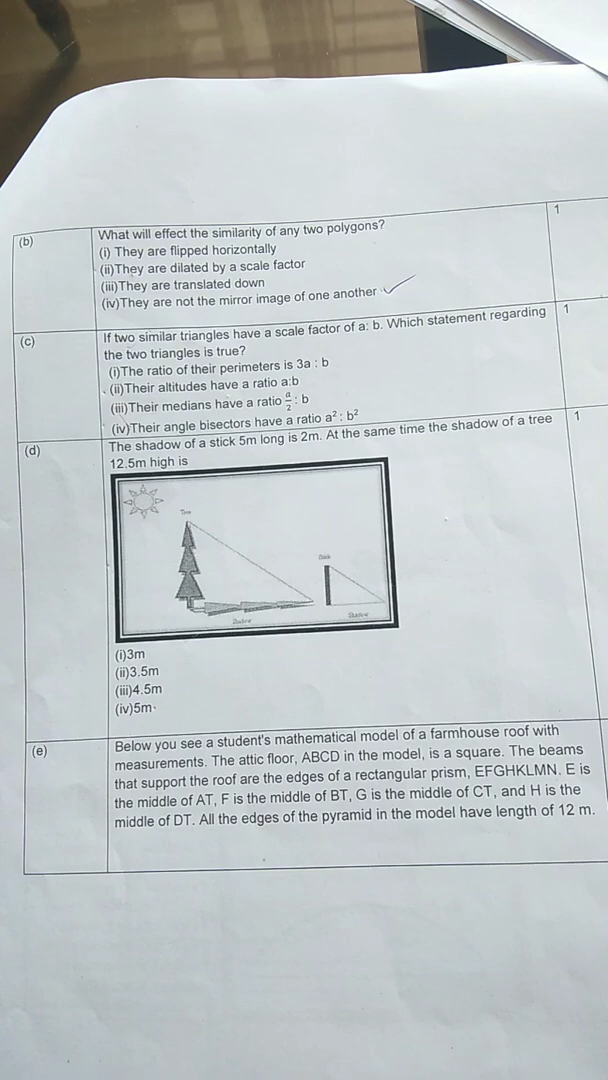 (b)
What will effect the similarity of any two polygons?
1
(i) They are flipped horizontally
(ii)They are dilated by a scale factor
(iii)They are translated down
(iv)They are not the mirror image of one another
(c)
If two similar triangles have a scale factor of a: b. Which statement regarding
1
the two triangles is true?
(i)The ratio of their perimeters is 3a : b
(ii)Their altitudes have a ratio a:b
(iii)Their medians have a ratio a/2 : b
(iv)Their angle bisectors have a ratio a² : b²
(d)
The shadow of a stick 5m long is 2m. At the same time the shadow of a tree
1
12.5m high is
Tree
Stick
Shadow
Shadow
(i)3m
(ii)3.5m
(iii)4.5m
(iv)5m
(e)
Below you see a student's mathematical model of a farmhouse roof with
measurements. The attic floor, ABCD in the model, is a square. The beams
that support the roof are the edges of a rectangular prism, EFGHKLMN. E is
the middle of AT, F is the middle of BT, G is the middle of CT, and H is the
middle of DT. All the edges of the pyramid in the model have length of 12 m.